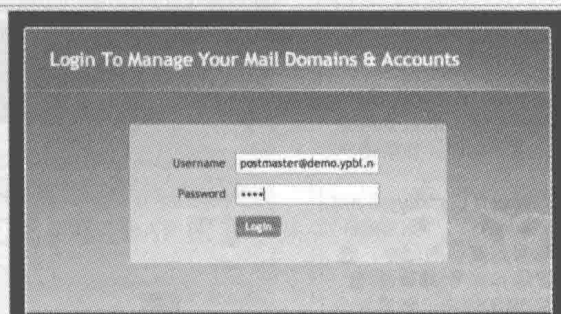 Login To Manage Your Mail Domains & Accounts
Username postmaster@demo.ypbl.n
Password ••••
Login